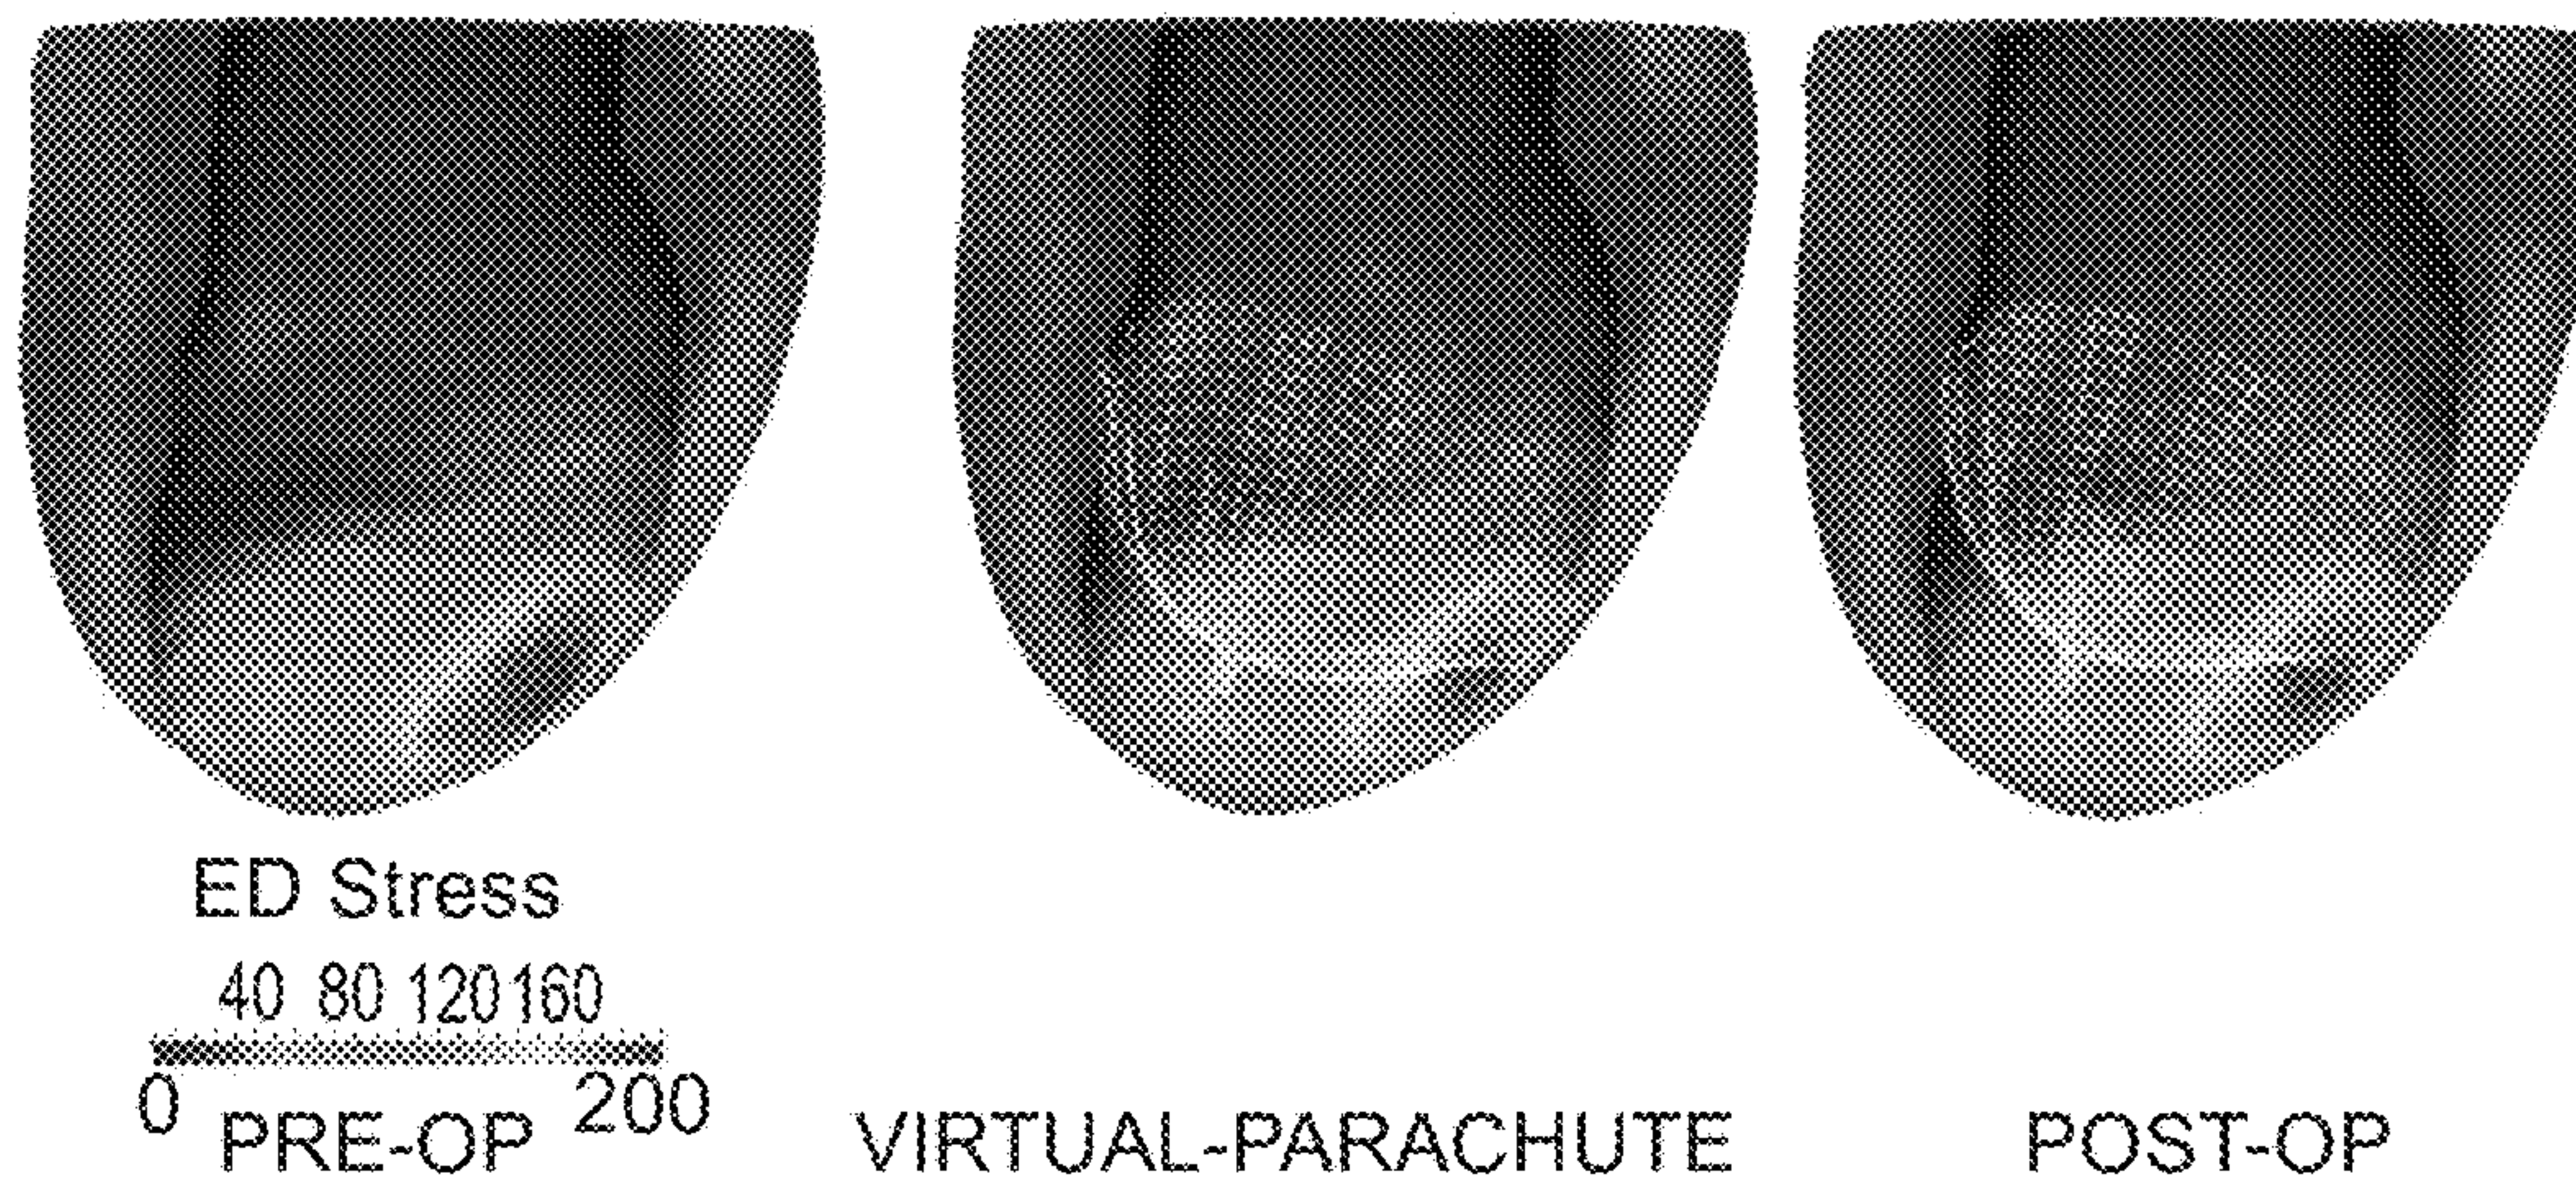 ED Stress
40 80 120 160
0 200
PRE-OP VIRTUAL-PARACHUTE POST-OP